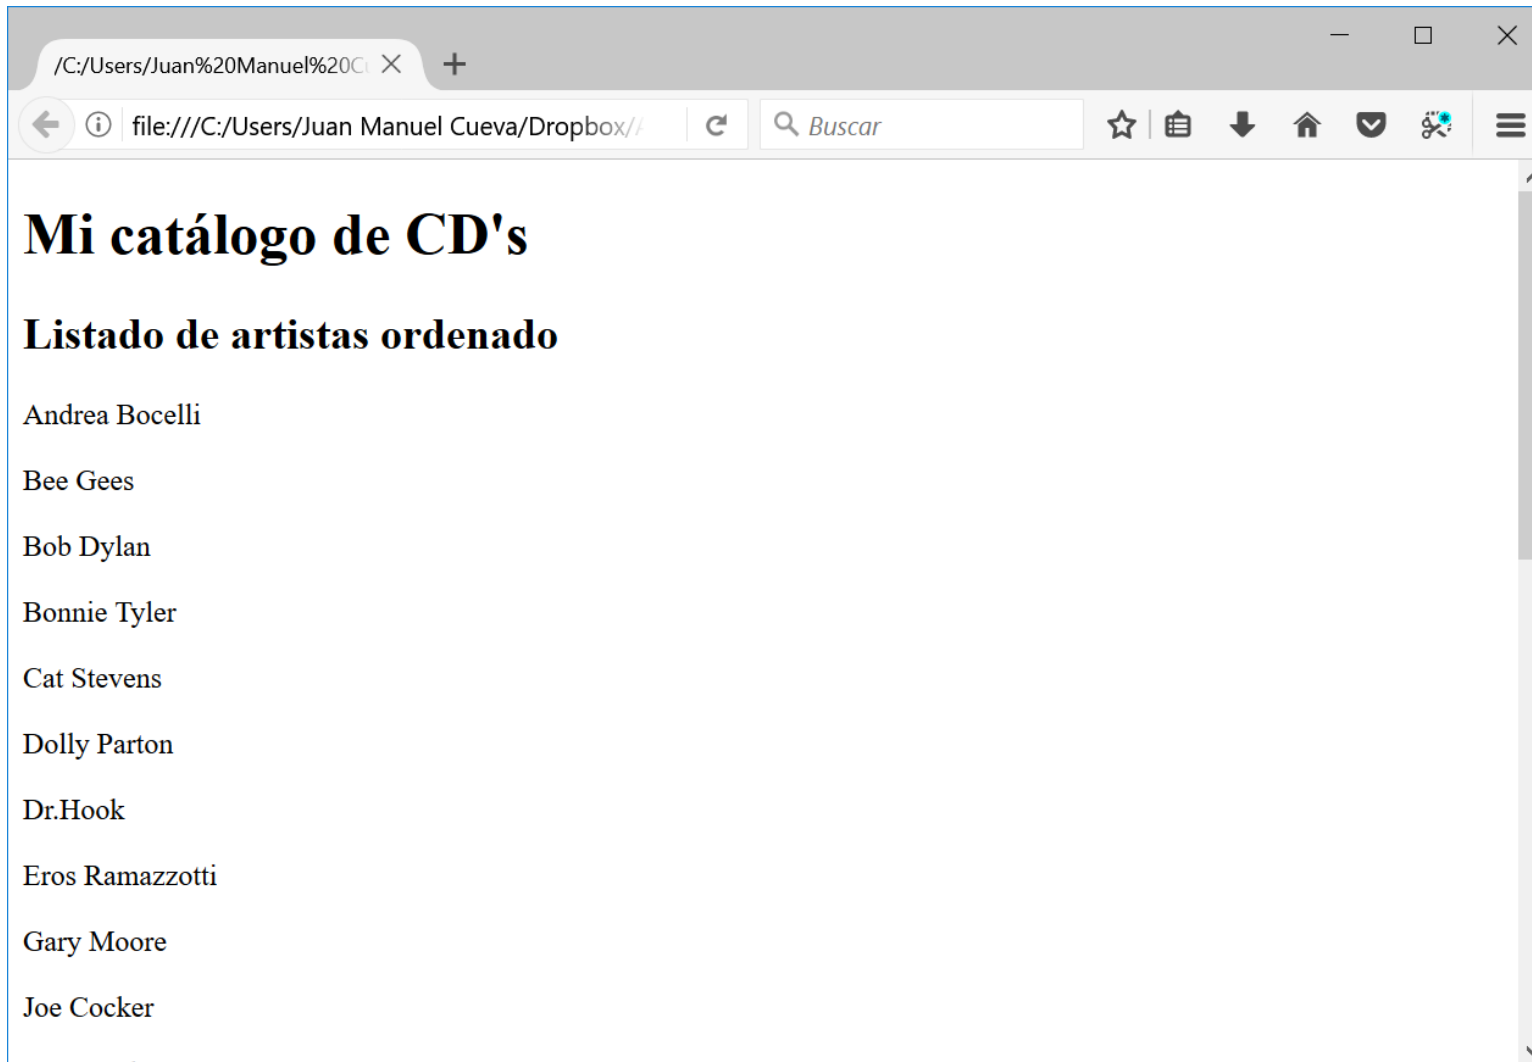 /C:/Users/Juan%20Manuel%20C
file:///C:/Users/Juan Manuel Cueva/Dropbox//
Buscar
Mi catálogo de CD's
Listado de artistas ordenado
Andrea Bocelli
Bee Gees
Bob Dylan
Bonnie Tyler
Cat Stevens
Dolly Parton
Dr.Hook
Eros Ramazzotti
Gary Moore
Joe Cocker